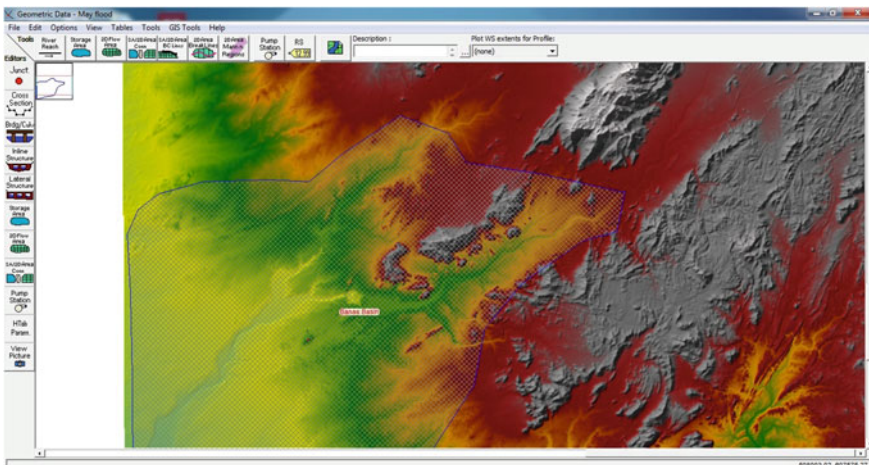 Geometric Data - May flood
File Edit Options View Tables Tools GIS Tools Help
Tools
River Reach
Storage Area
2D Flow Area
SA/2D Area Conn
SA/2D Area BC Lines
2D Area Break Lines
2D Area Mann n Regions
Pump Station
RS
Description :
Plot WS extents for Profile:
(none)
Editors
Junct.
Cross Section
Brdg/Culv
Inline Structure
Lateral Structure
Storage Area
2D Flow Area
SA/2D Area Conn
Pump Station
HTab Param.
View Picture
Banas Basin